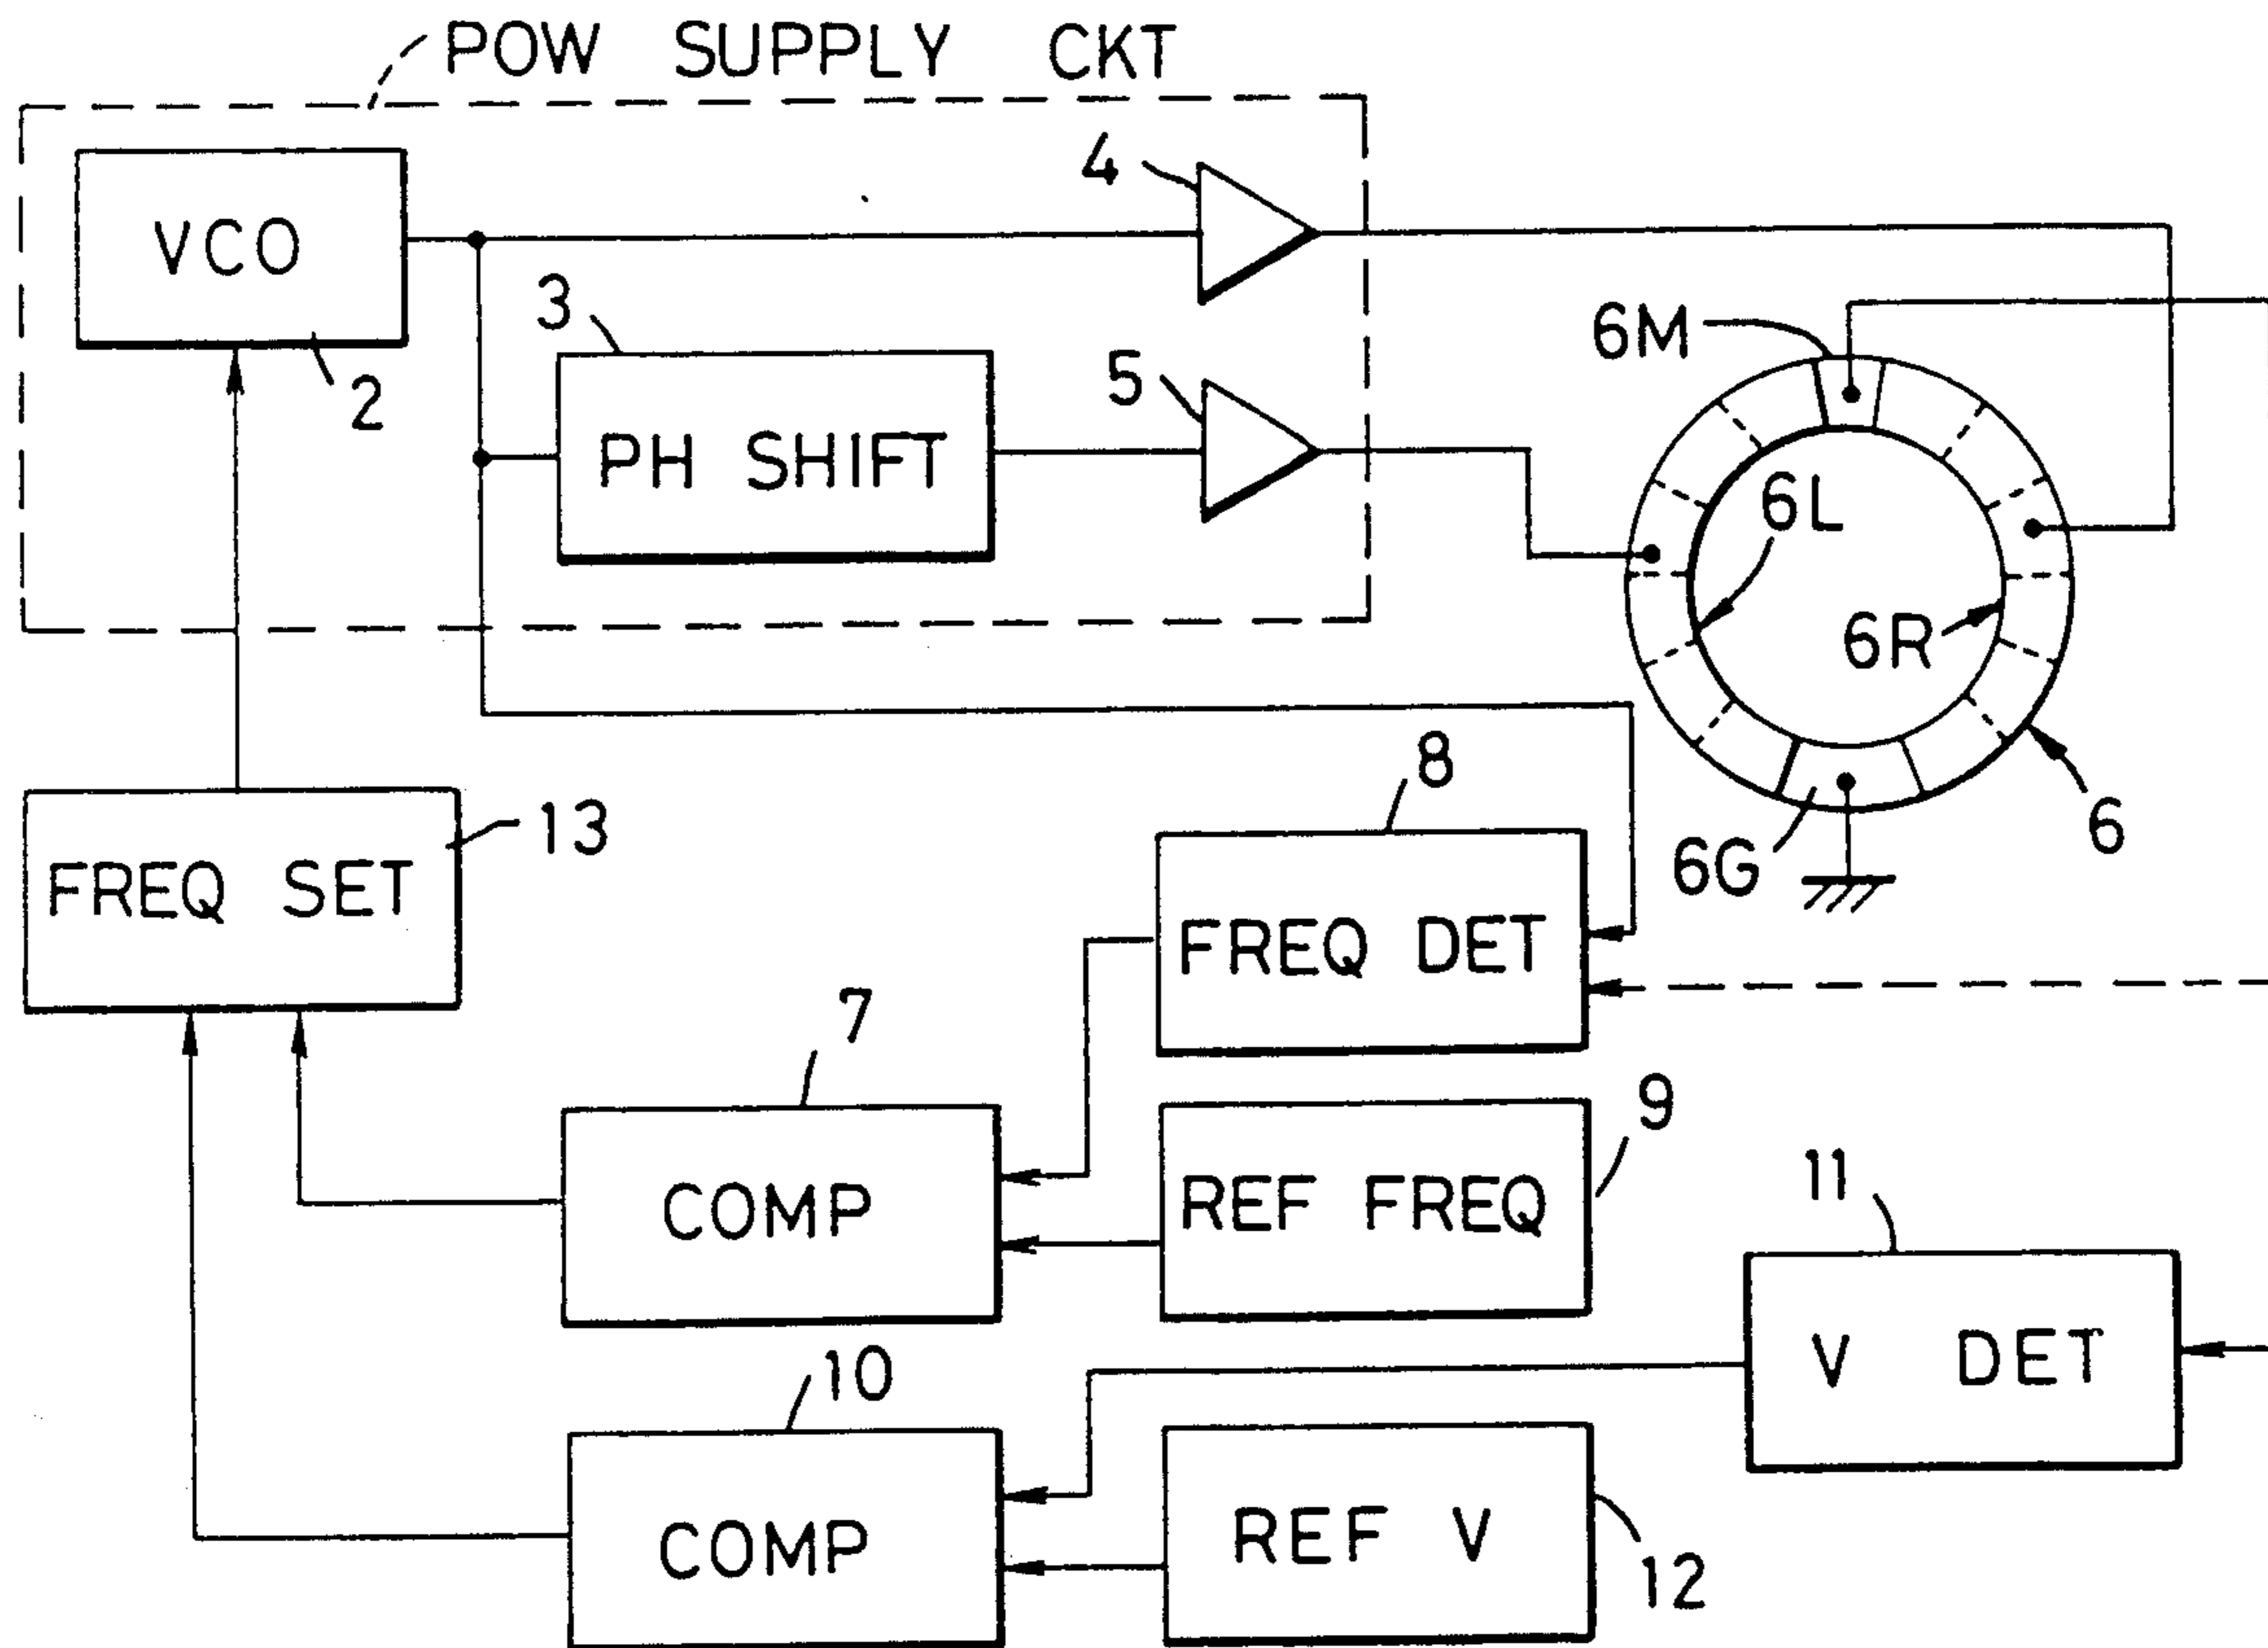 POW SUPPLY CKT
4
VCO
3
6M
2
5
PH SHIFT
6L
6R
8
13
6
FREQ SET
6G
FREQ DET
7
9
COMP
REF FREQ
11
10
V DET
COMP
REF V
12